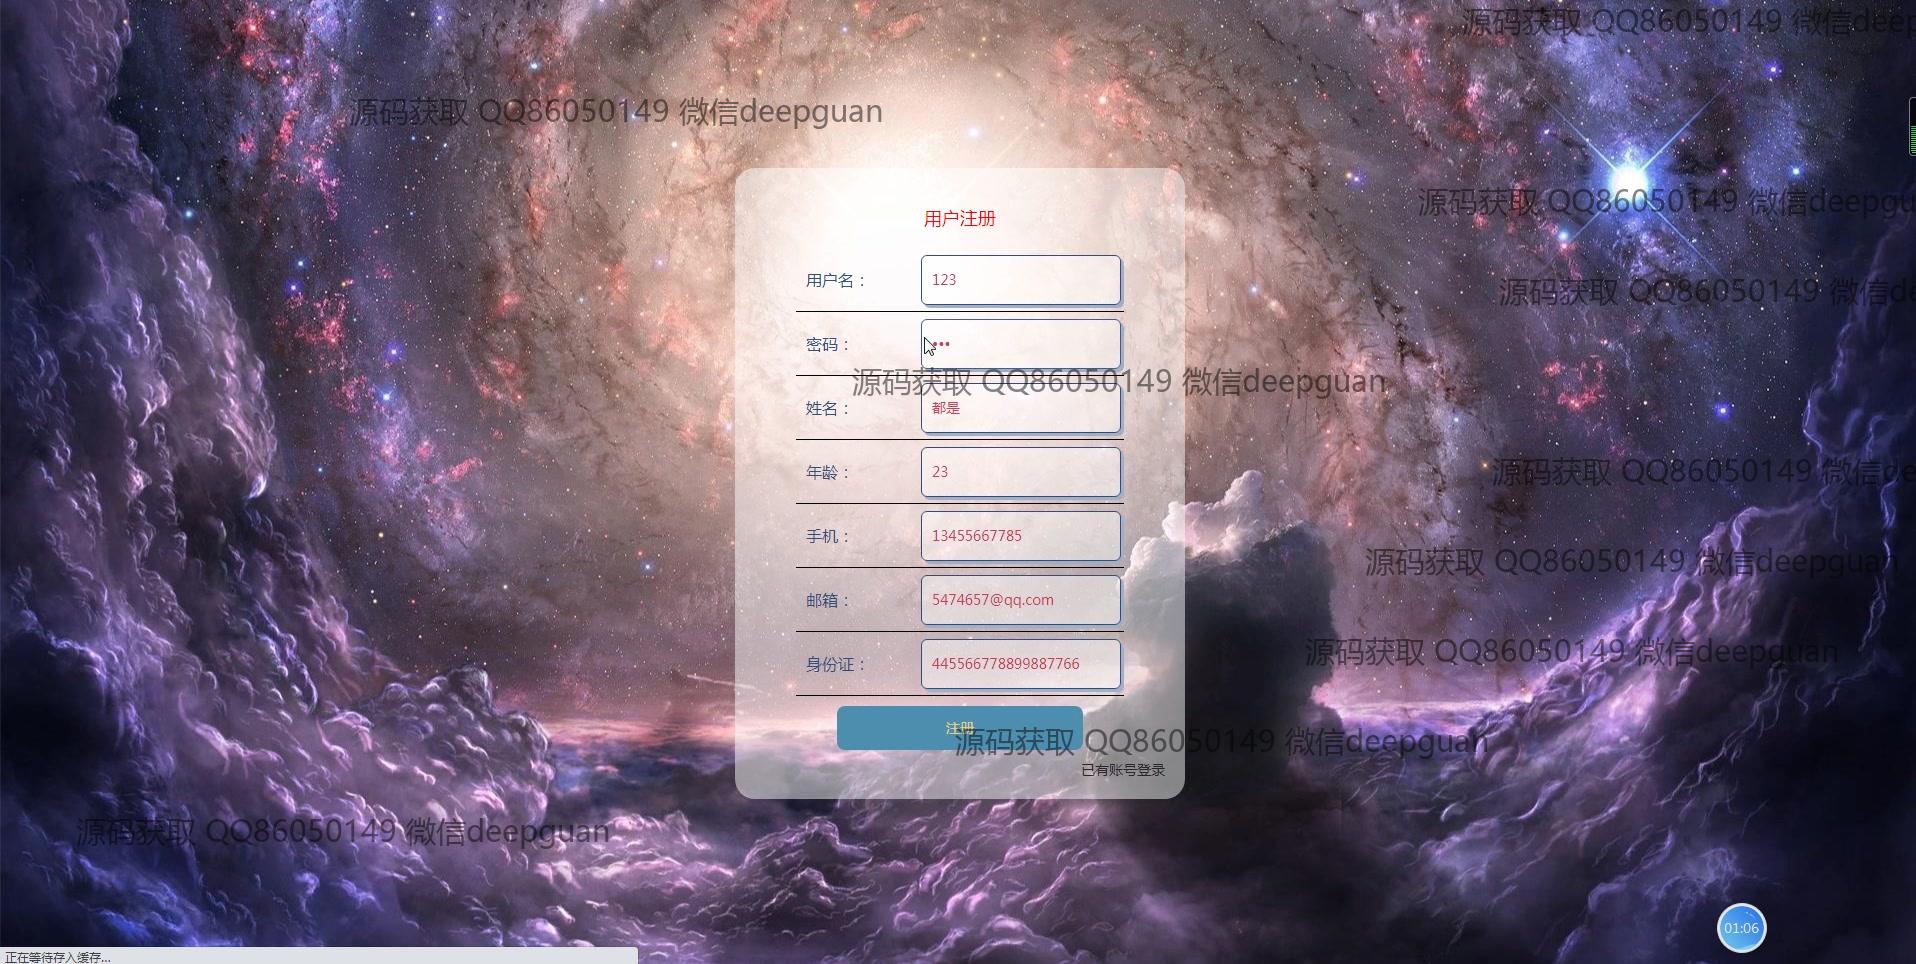 源码获取 QQ86050149 微信deep
源码获取 QQ86050149 微信deepguan
源码获取 QQ86050149 微信deepgu
用户注册
用户名： 123
源码获取 QQ86050149 微信de
密码： •••
源码获取 QQ86050149 微信deepguan
姓名： 都是
年龄： 23
源码获取 QQ86050149 微信de
手机： 13455667785
源码获取 QQ86050149 微信deepguan
邮箱： 5474657@qq.com
源码获取 QQ86050149 微信deepguan
身份证： 445566778899887766
注册
源码获取 QQ86050149 微信deepguan
已有账号登录
源码获取 QQ86050149 微信deepguan
01:06
正在等待存入缓存...